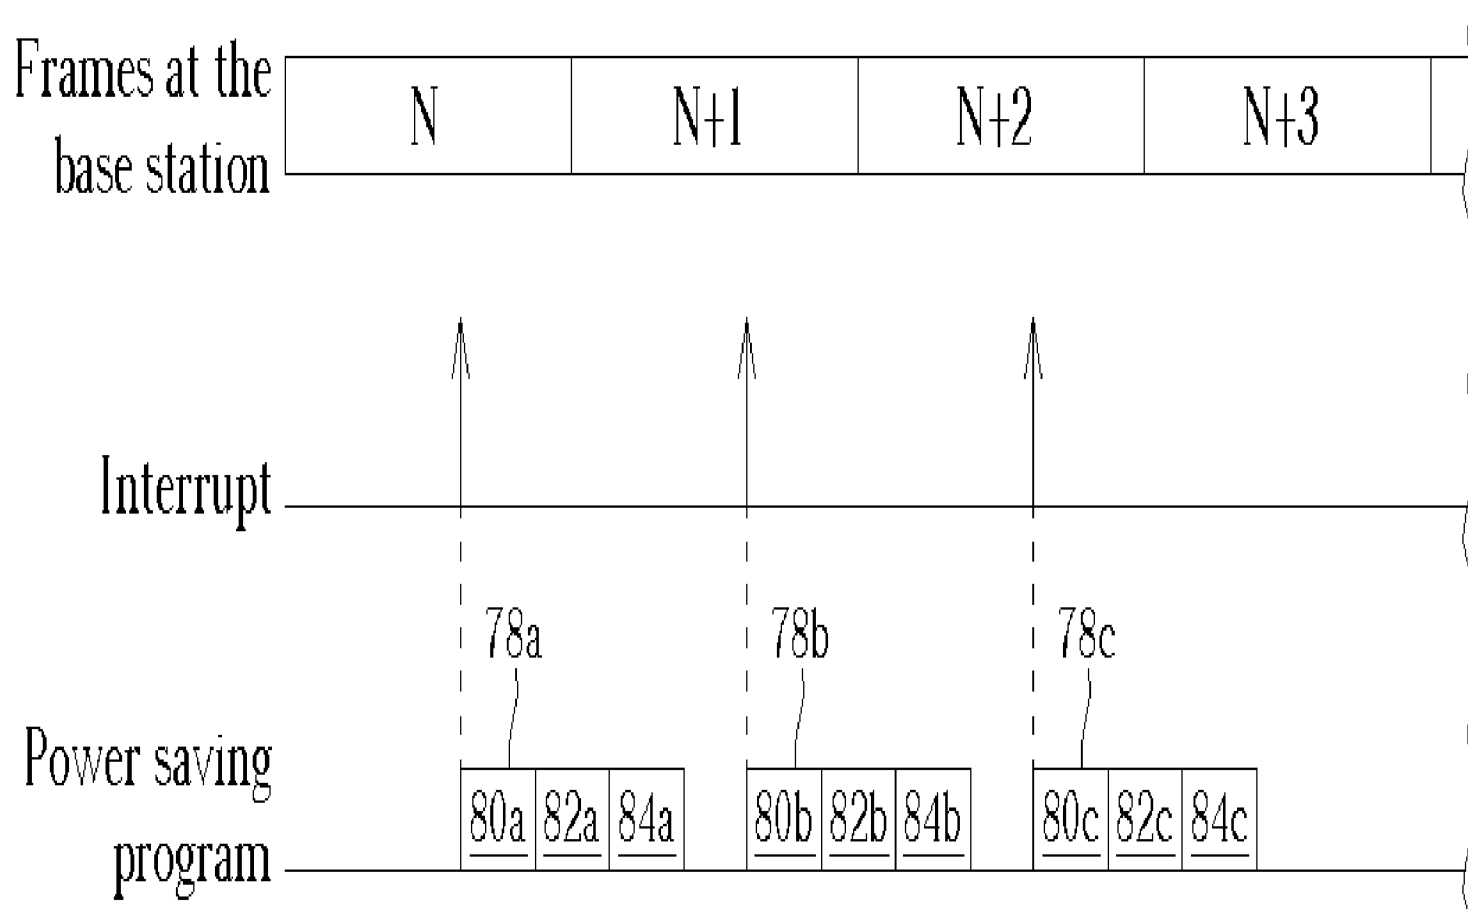 Frames at the
base station
N N+1 N+2 N+3
Interrupt
78a 78b 78c
Power saving
program
80a 82a 84a 80b 82b 84b 80c 82c 84c